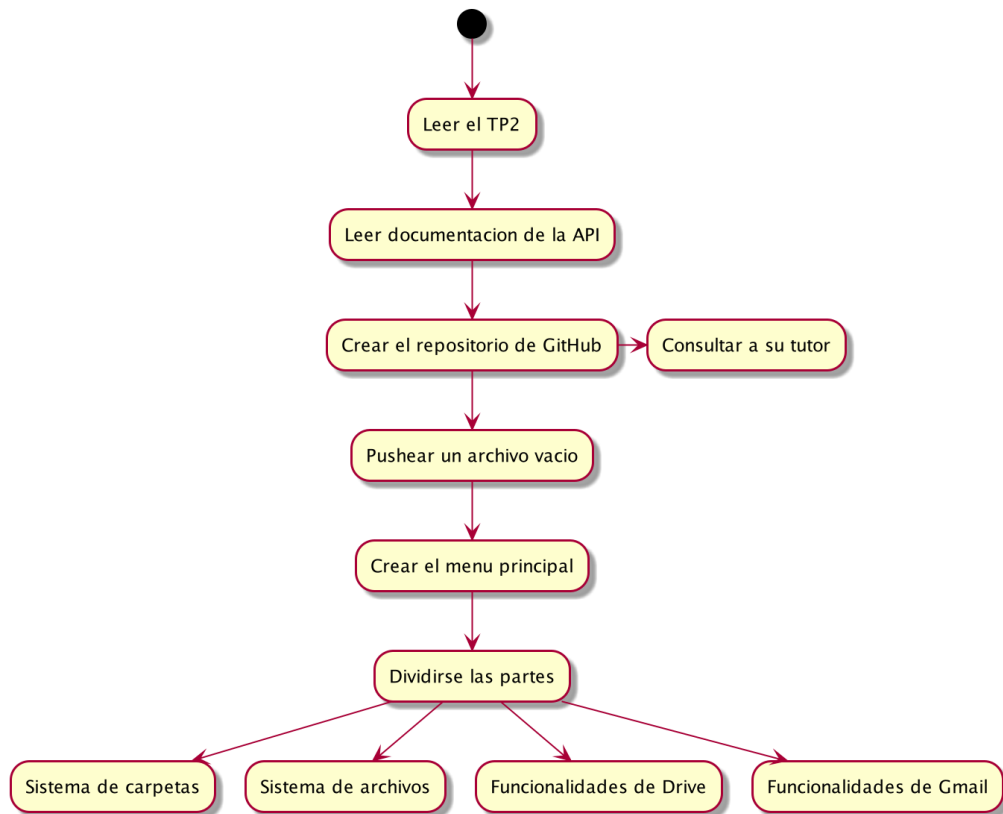 Leer el TP2
Leer documentacion de la API
Crear el repositorio de GitHub
Consultar a su tutor
Pushear un archivo vacio
Crear el menu principal
Dividirse las partes
Sistema de carpetas
Sistema de archivos
Funcionalidades de Drive
Funcionalidades de Gmail